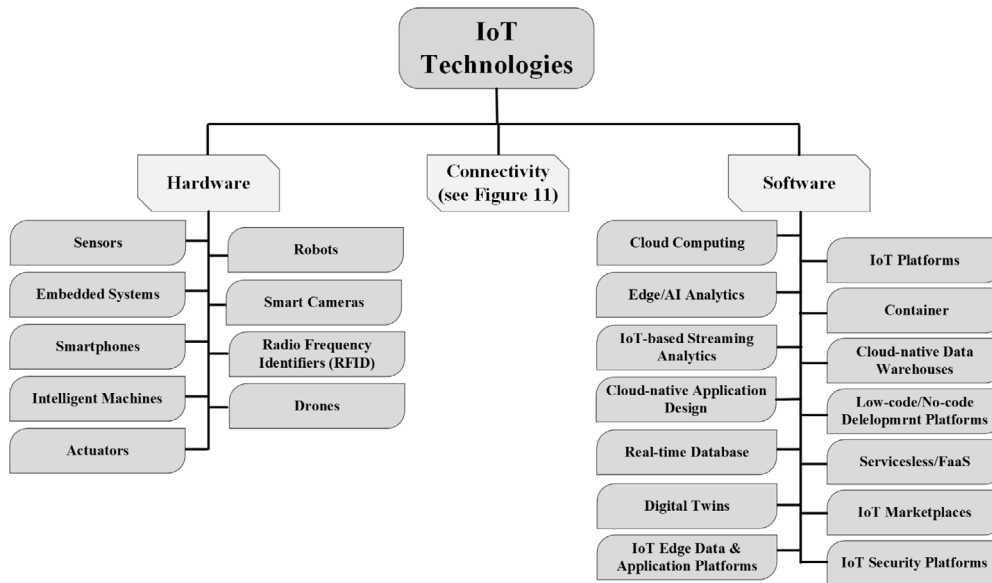 IoT
Technologies
Hardware
Connectivity
(see Figure 11)
Software
Sensors
Embedded Systems
Smartphones
Intelligent Machines
Actuators
Robots
Smart Cameras
Radio Frequency
Identifiers (RFID)
Drones
Cloud Computing
Edge/AI Analytics
IoT-based Streaming
Analytics
Cloud-native Application
Design
Real-time Database
Digital Twins
IoT Edge Data &
Application Platforms
IoT Platforms
Container
Cloud-native Data
Warehouses
Low-code/No-code
Delelopmrnt Platforms
Servicesless/FaaS
IoT Marketplaces
IoT Security Platforms